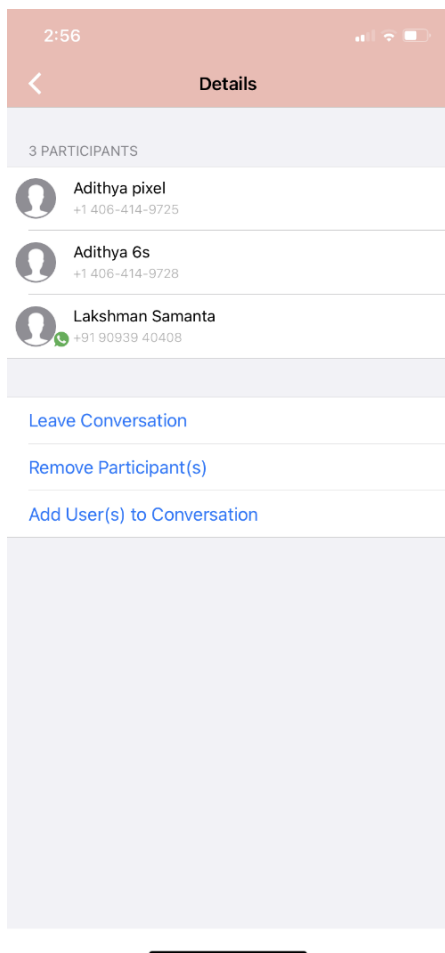 2:56
Details
3 PARTICIPANTS
Adithya pixel
+1 406-414-9725
Adithya 6s
+1 406-414-9728
Lakshman Samanta
+91 90939 40408
Leave Conversation
Remove Participant(s)
Add User(s) to Conversation